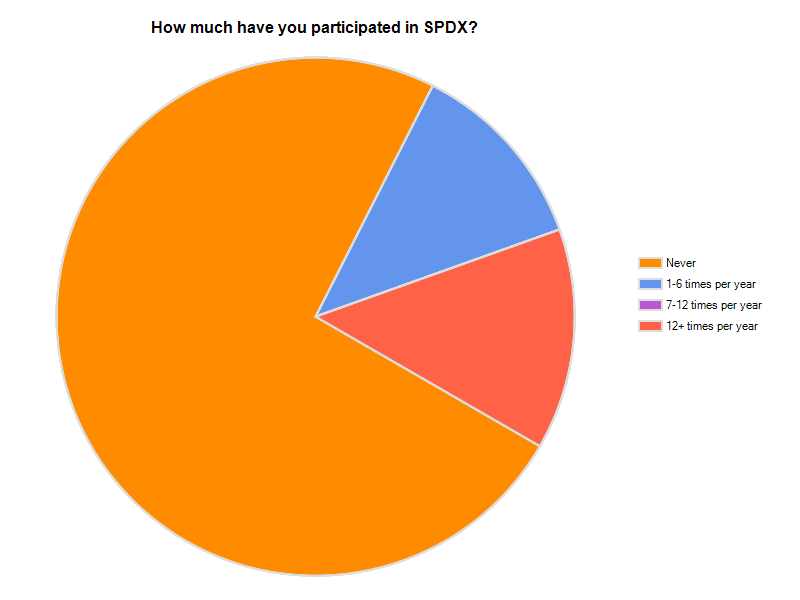 How much have you participated in SPDX?
Never
1-6 times per year
7-12 times per year
12+ times per year